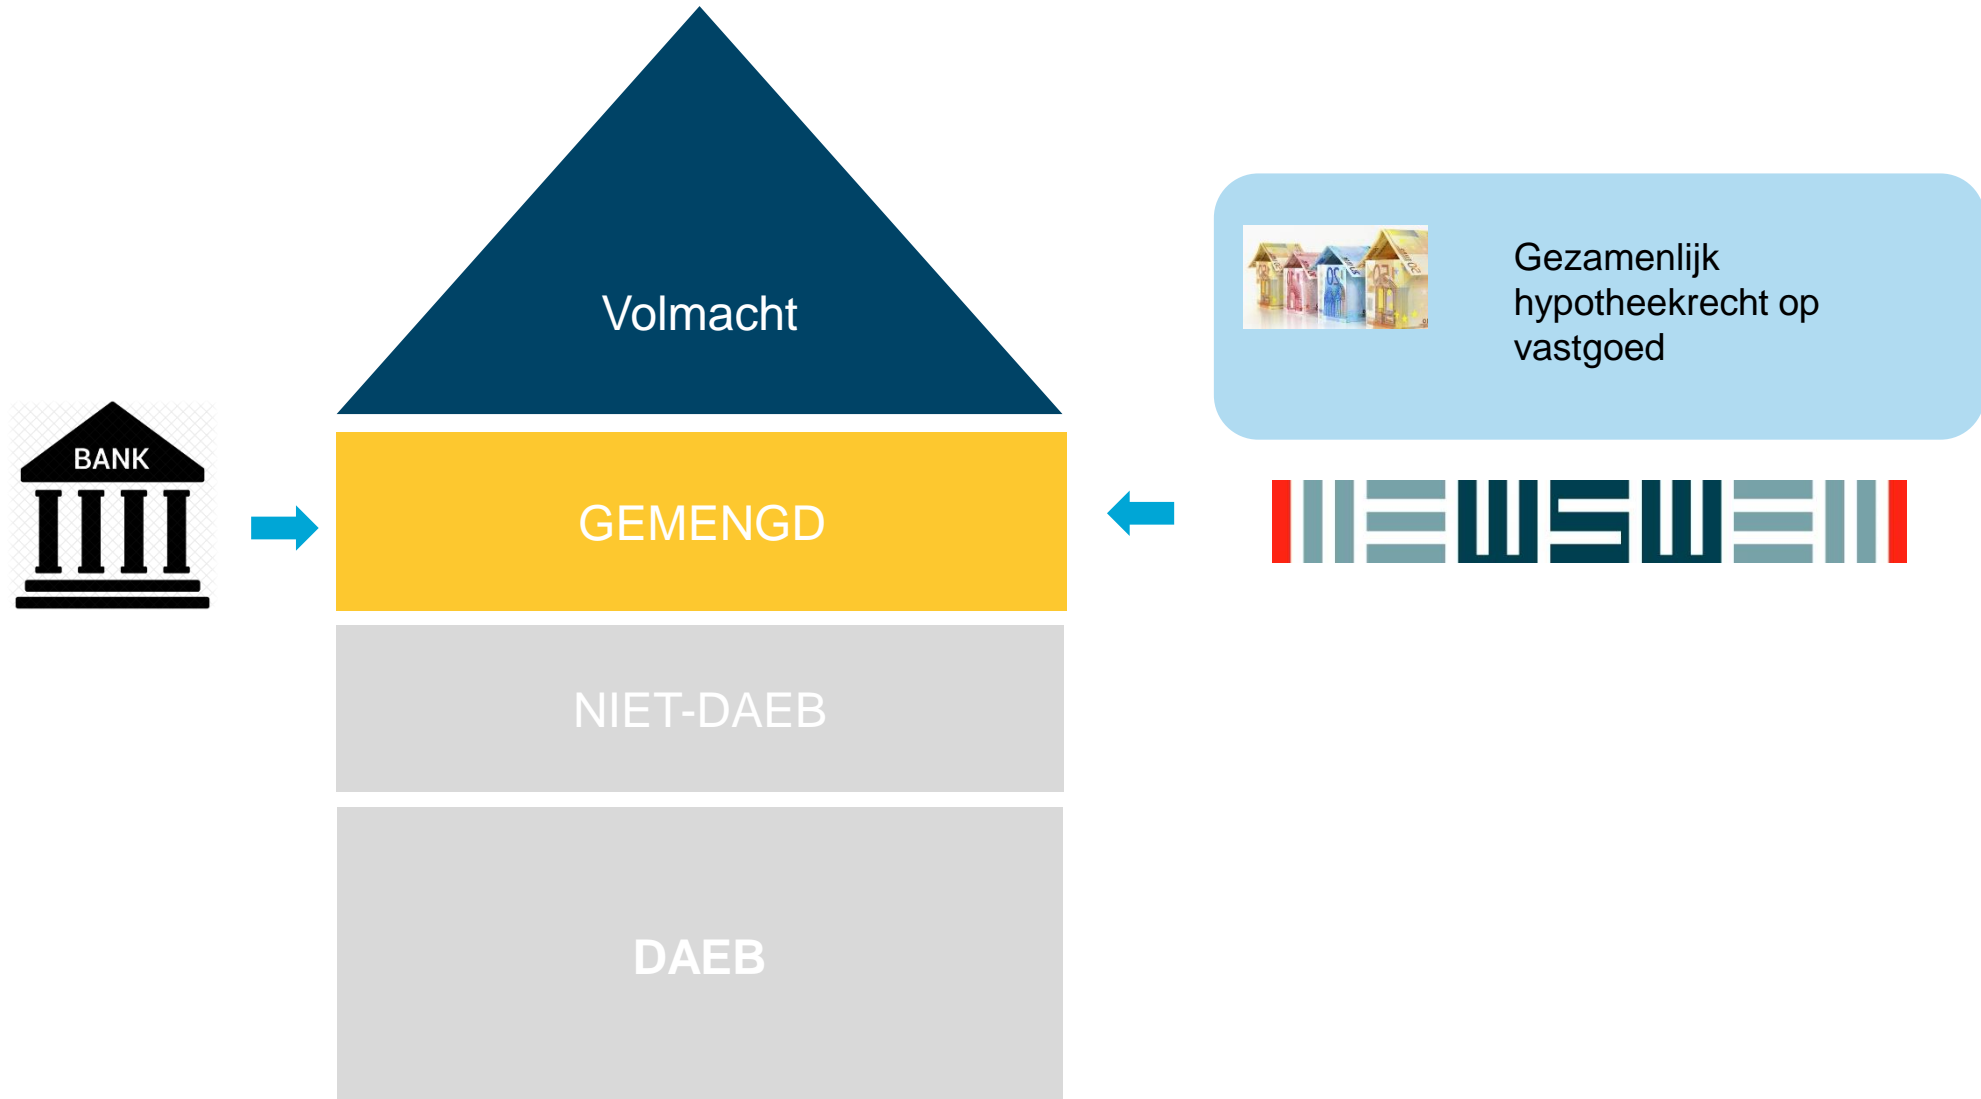 Volmacht
Gezamenlijk
hypotheekrecht op
vastgoed
BANK
GEMENGD
WSW
NIET-DAEB
DAEB